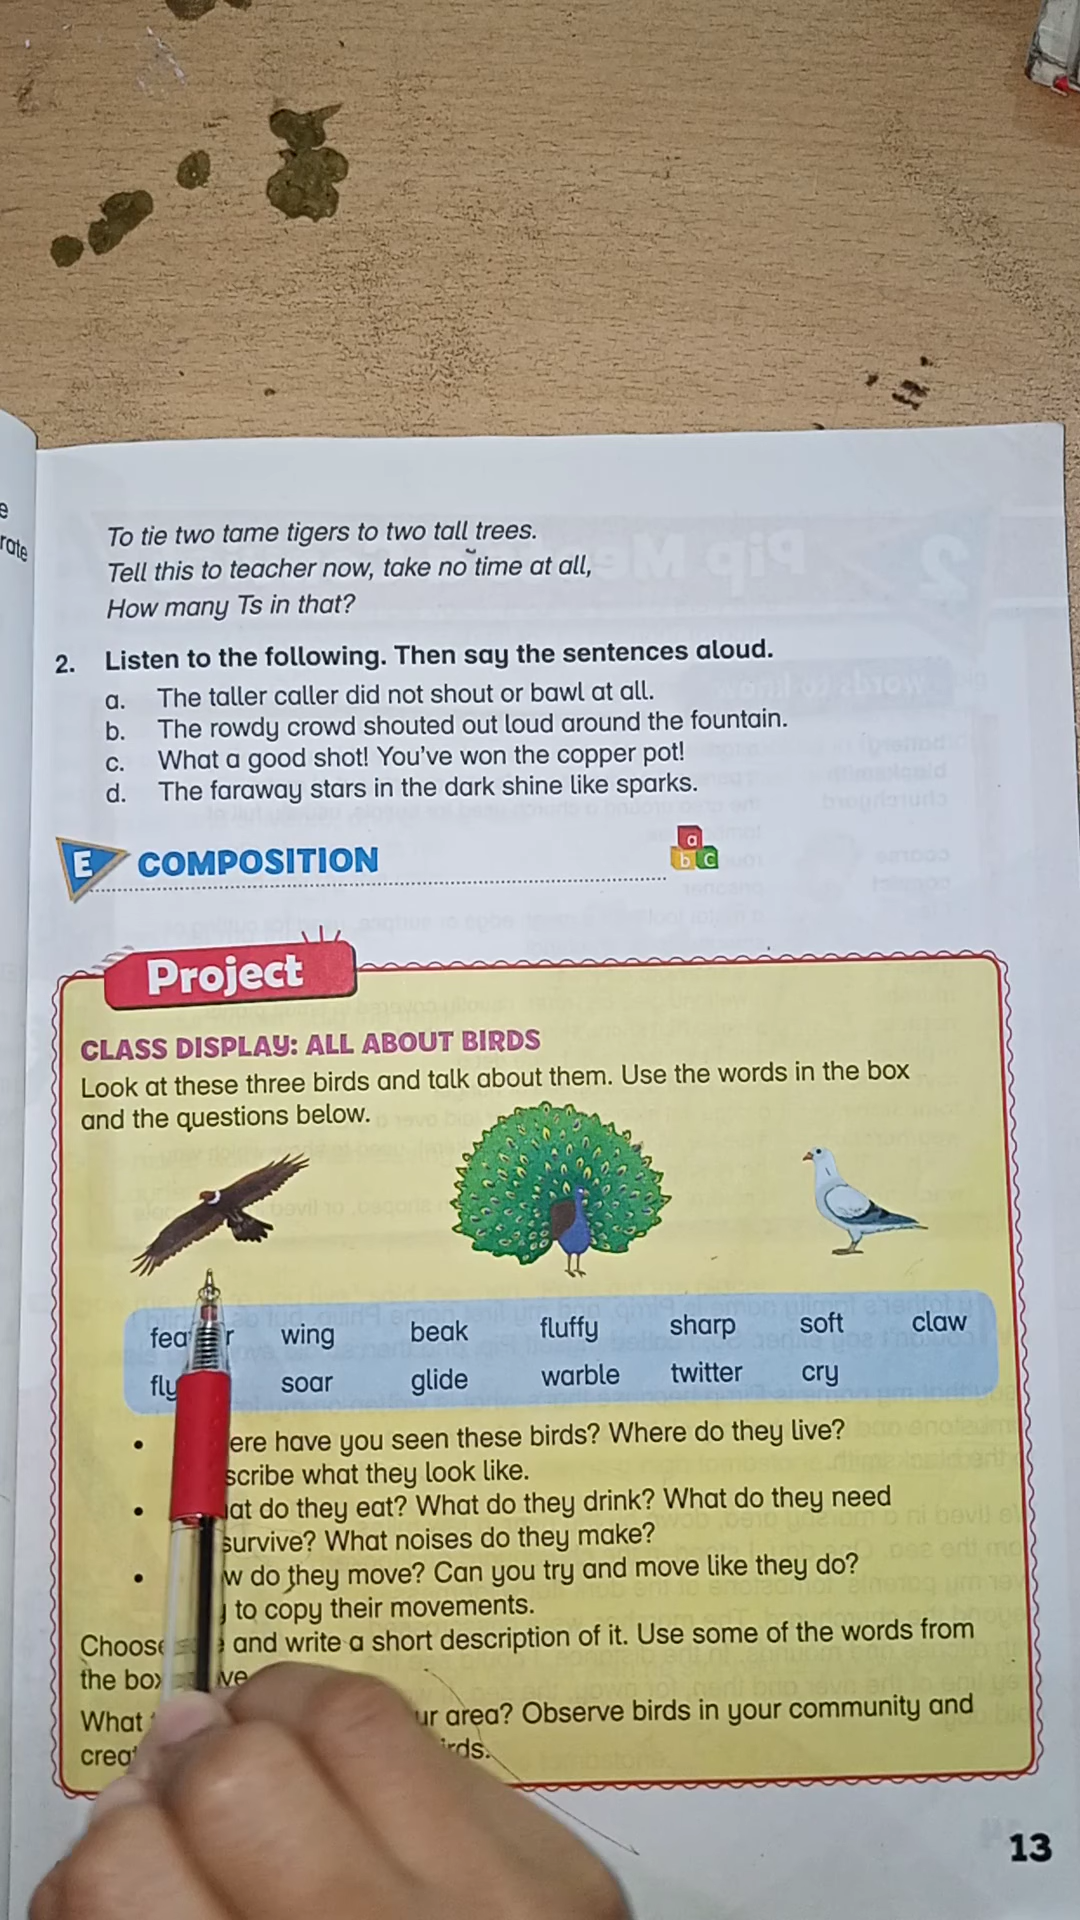 e
rate
To tie two tame tigers to two tall trees.
Tell this to teacher now, take no time at all,
How many Ts in that?
2. Listen to the following. Then say the sentences aloud.
a. The taller caller did not shout or bawl at all.
b. The rowdy crowd shouted out loud around the fountain.
c. What a good shot! You've won the copper pot!
d. The faraway stars in the dark shine like sparks.
E COMPOSITION
a
b c
Project
CLASS DISPLAY: ALL ABOUT BIRDS
Look at these three birds and talk about them. Use the words in the box
and the questions below.
wing beak fluffy sharp soft claw
fly soar glide warble twitter cry
• have you seen these birds? Where do they live?
what they look like.
• do they eat? What do they drink? What do they need
survive? What noises do they make?
• do they move? Can you try and move like they do?
to copy their movements.
Choose and write a short description of it. Use some of the words from
the box
What area? Observe birds in your community and
13